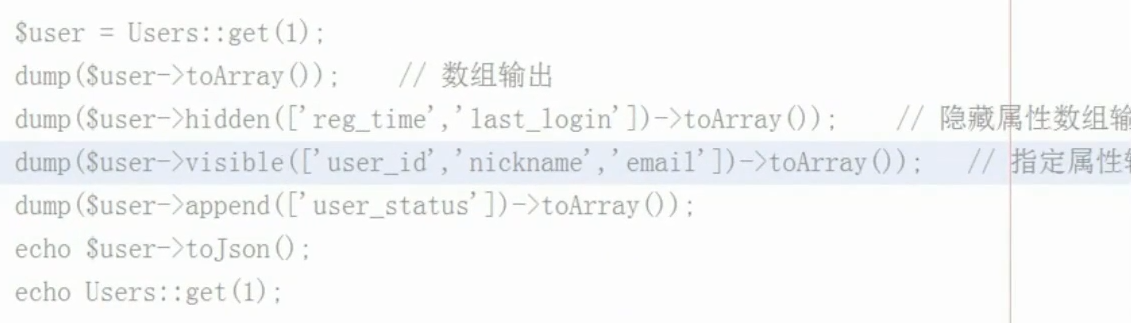 $user = Users::get(1);
dump($user->toArray());    // 数组输出
dump($user->hidden(['reg_time','last_login'])->toArray());    // 隐藏属性数组输
dump($user->visible(['user_id','nickname','email'])->toArray());   // 指定属性
dump($user->append(['user_status'])->toArray());
echo $user->toJson();
echo Users::get(1);